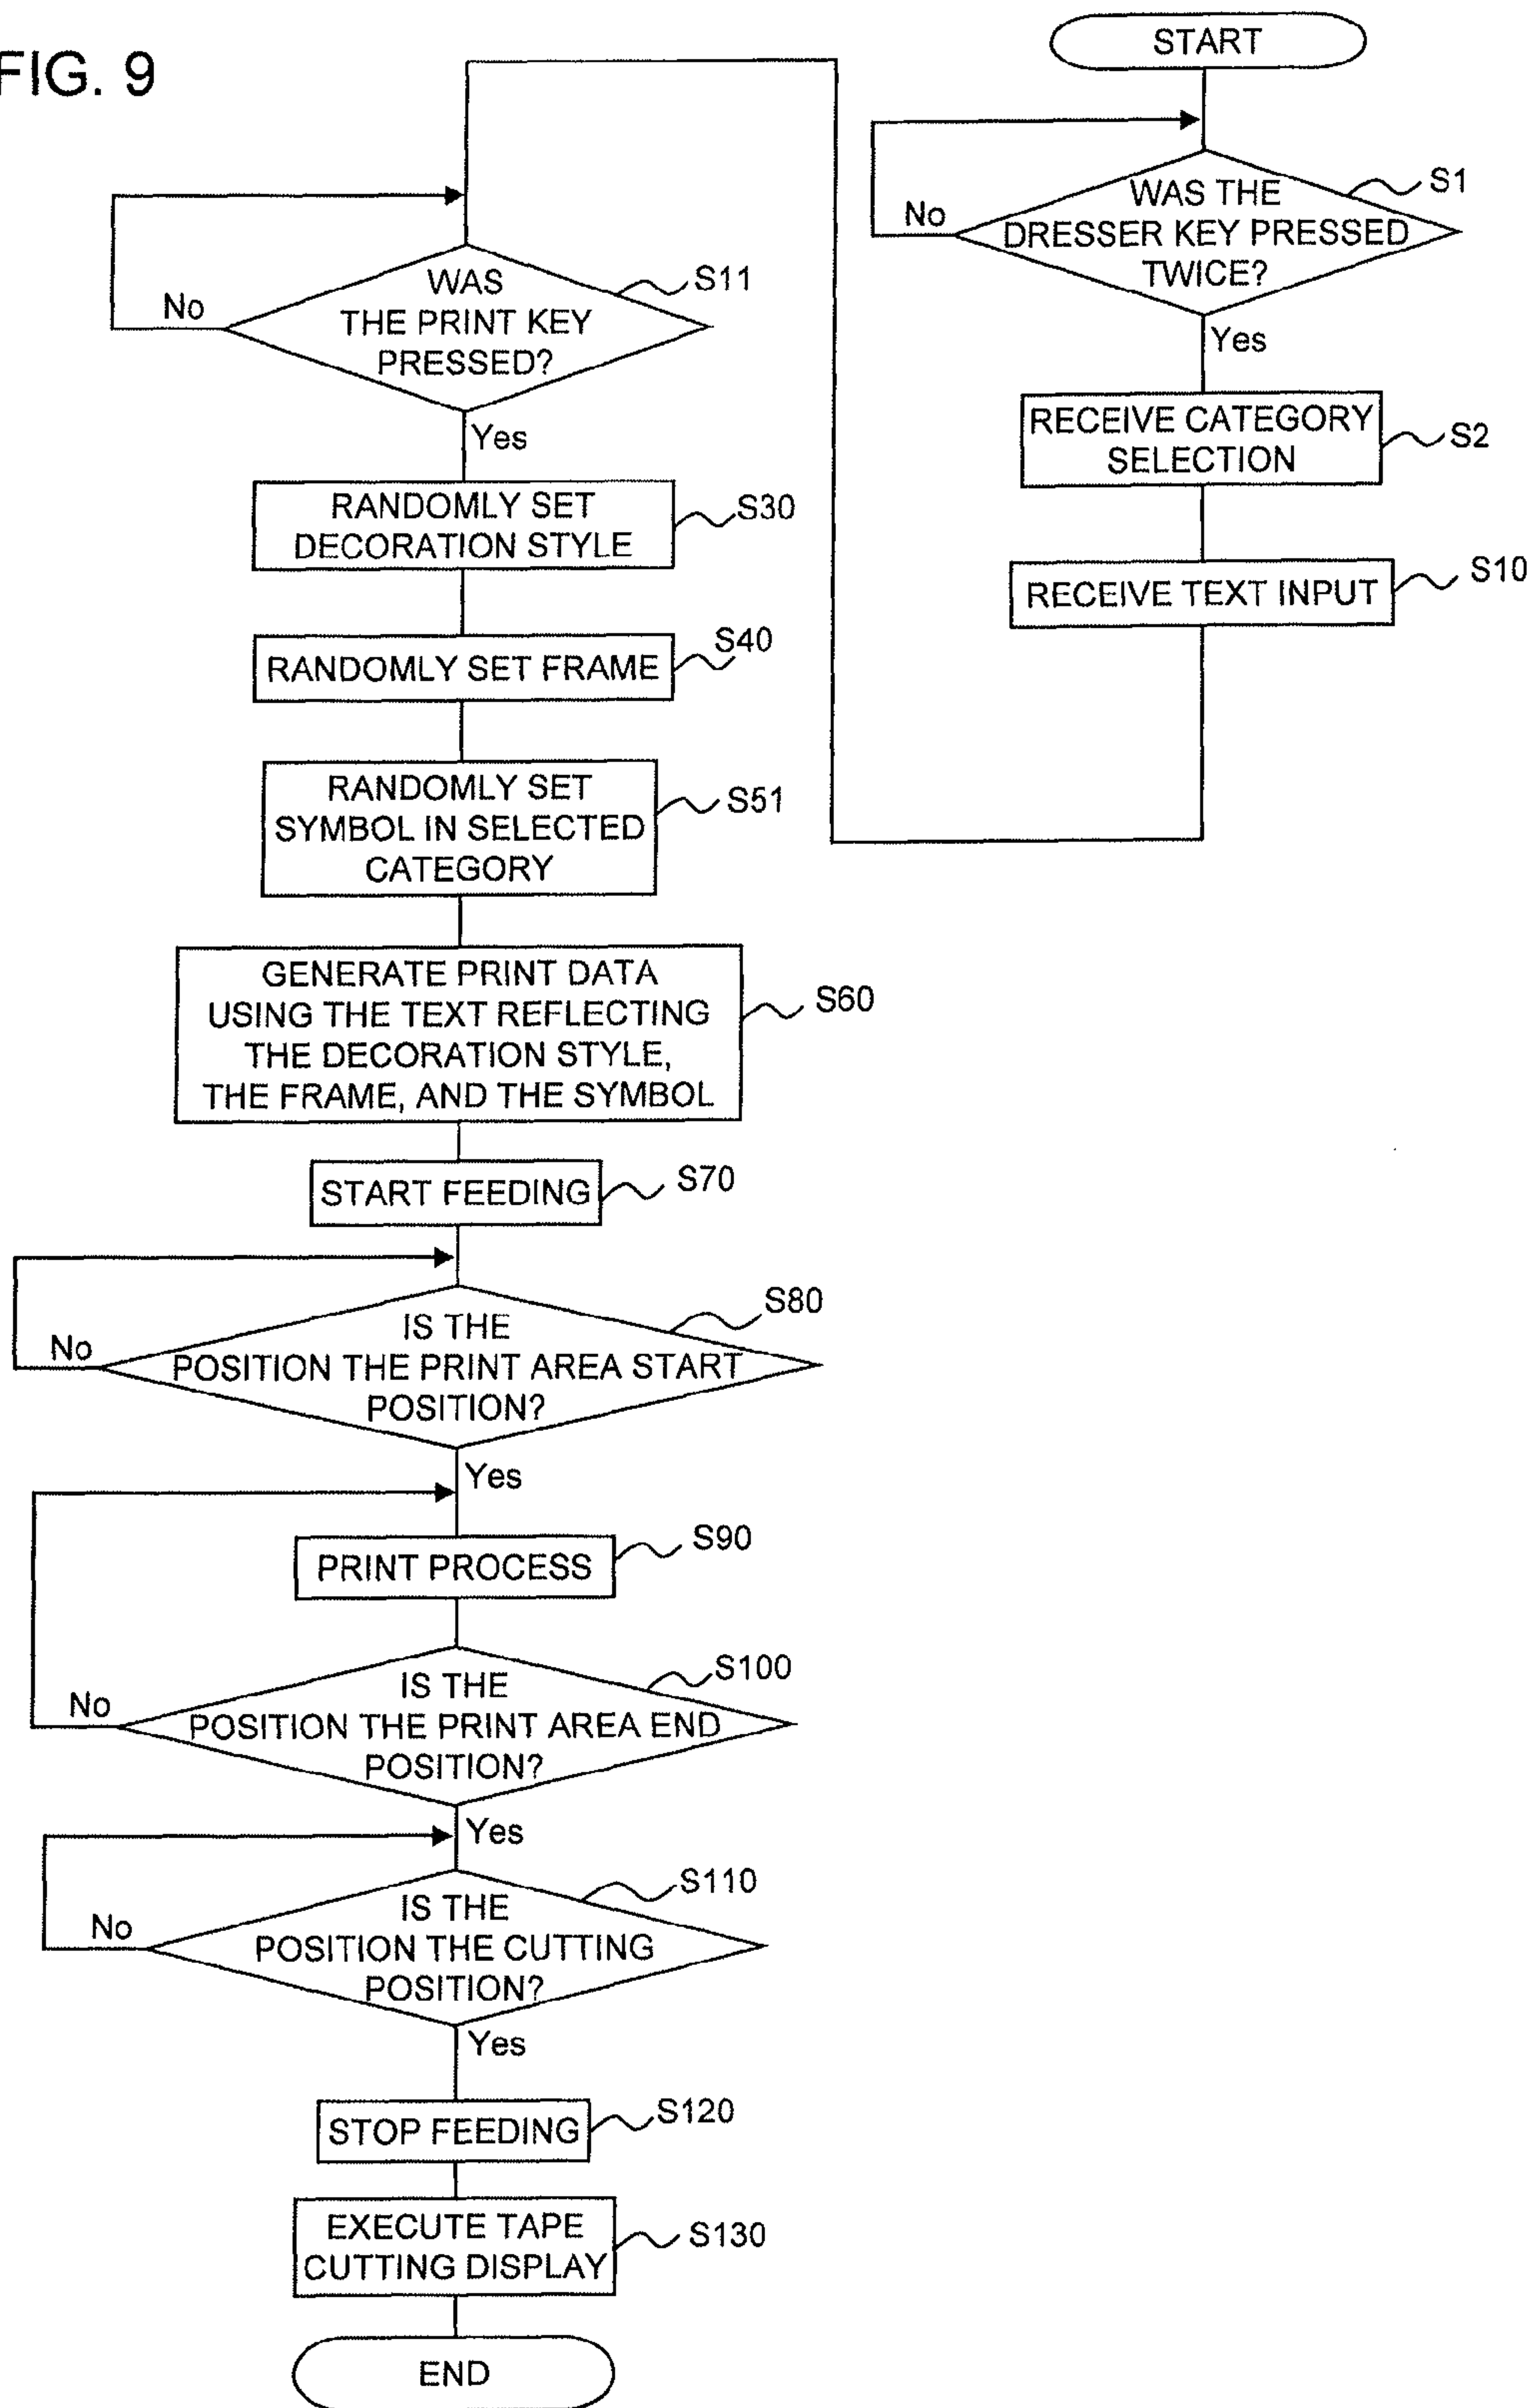 FIG. 9
START
WAS THE
DRESSER KEY PRESSED
TWICE?
S1
No
Yes
RECEIVE CATEGORY
SELECTION
S2
RECEIVE TEXT INPUT
S10
WAS
THE PRINT KEY
PRESSED?
S11
No
Yes
RANDOMLY SET
DECORATION STYLE
S30
RANDOMLY SET FRAME
S40
RANDOMLY SET
SYMBOL IN SELECTED
CATEGORY
S51
GENERATE PRINT DATA
USING THE TEXT REFLECTING
THE DECORATION STYLE,
THE FRAME, AND THE SYMBOL
S60
START FEEDING
S70
IS THE
POSITION THE PRINT AREA START
POSITION?
S80
No
Yes
PRINT PROCESS
S90
IS THE
POSITION THE PRINT AREA END
POSITION?
S100
No
Yes
IS THE
POSITION THE CUTTING
POSITION?
S110
No
Yes
STOP FEEDING
S120
EXECUTE TAPE
CUTTING DISPLAY
S130
END